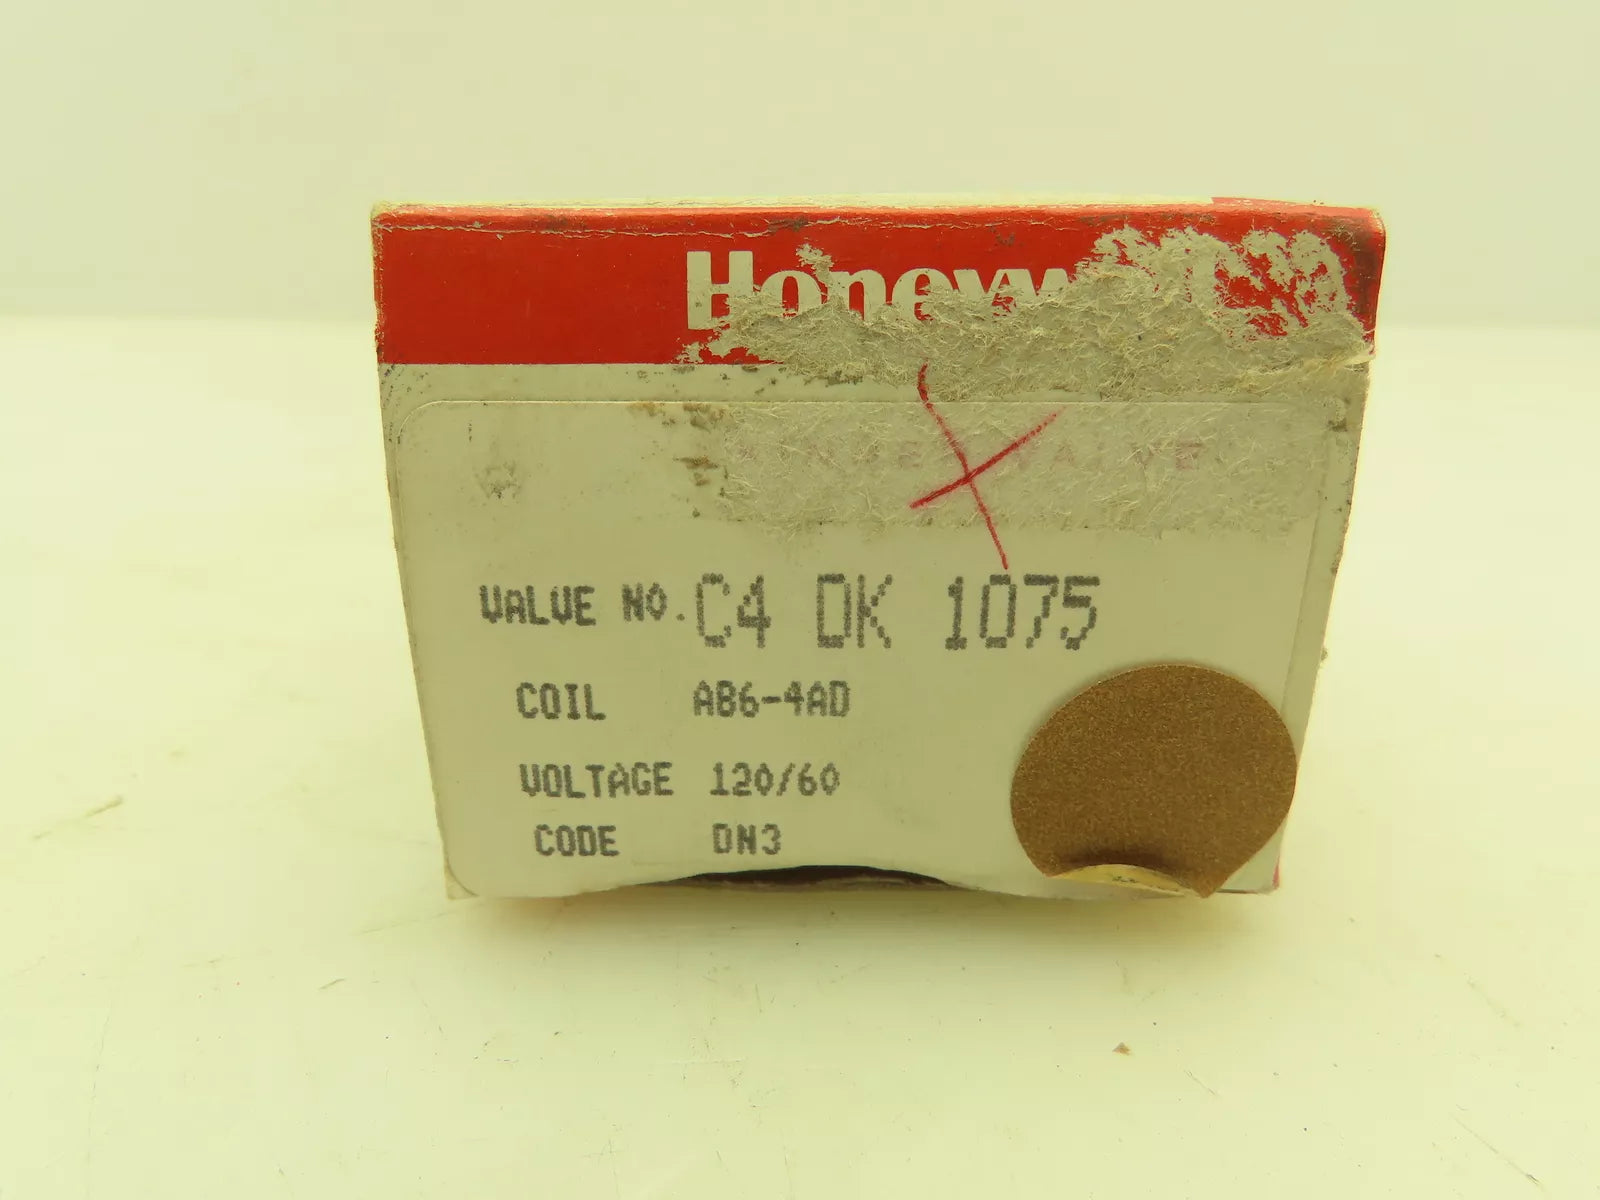 Honeyw
VALVE NO. C4 DK 1075
COIL AB6-4AD
VOLTAGE 120/60
CODE DN3